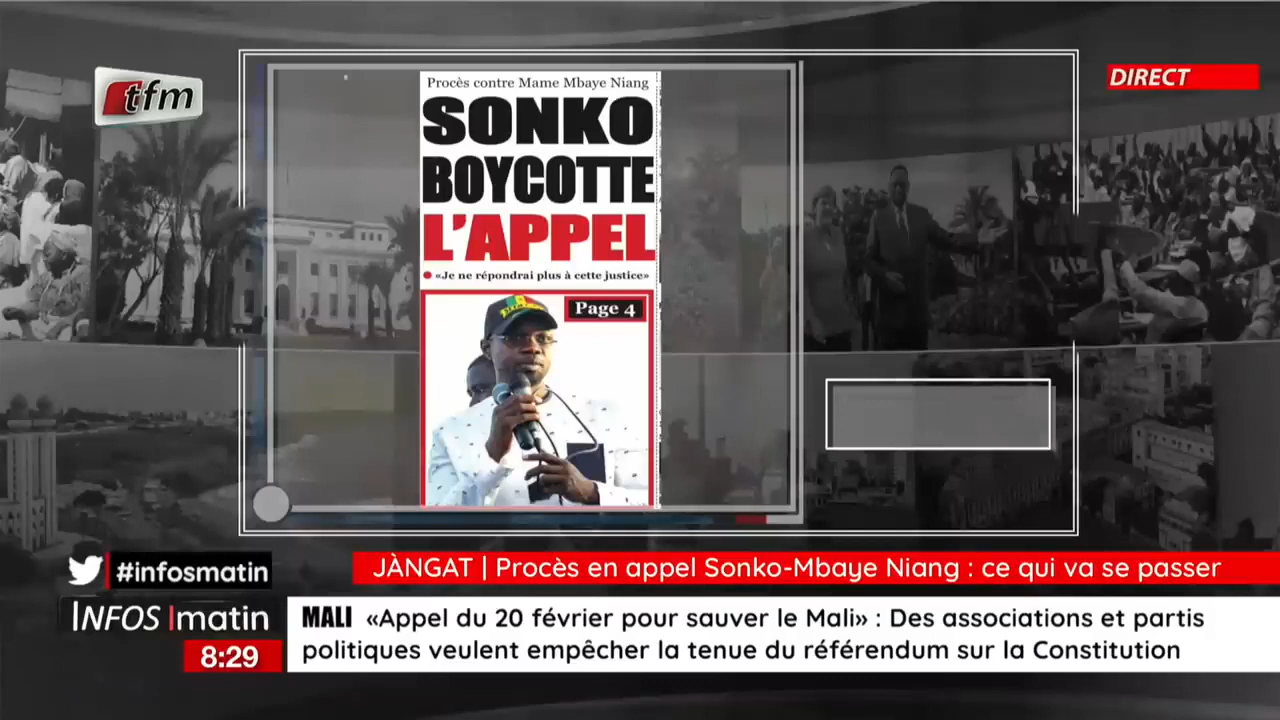 tfm
DIRECT
Procès contre Mame Mbaye Niang
SONKO
BOYCOTTE
L'APPEL
«Je ne répondrai plus à cette justice»
Page 4
#infosmatin
JÀNGAT | Procès en appel Sonko-Mbaye Niang : ce qui va se passer
INFOS matin
8:29
MALI «Appel du 20 février pour sauver le Mali» : Des associations et partis
politiques veulent empêcher la tenue du référendum sur la Constitution